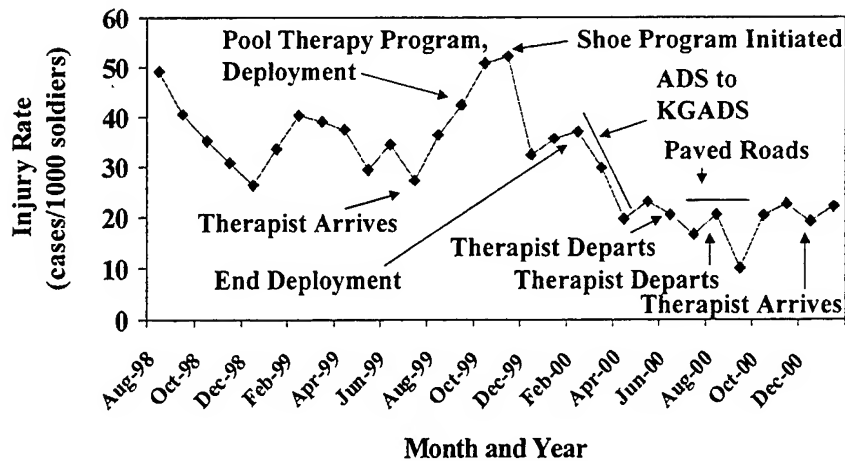 60
50
40
30
20
10
0
Injury Rate
(cases/1000 soldiers)
Pool Therapy Program,
Deployment
Shoe Program Initiated
ADS to
KGADS
Paved Roads
Therapist Arrives
End Deployment
Therapist Departs
Therapist Departs
Therapist Arrives
Aug-98
Oct-98
Dec-98
Feb-99
Apr-99
Jun-99
Aug-99
Oct-99
Dec-99
Feb-00
Apr-00
Jun-00
Aug-00
Oct-00
Dec-00
Month and Year